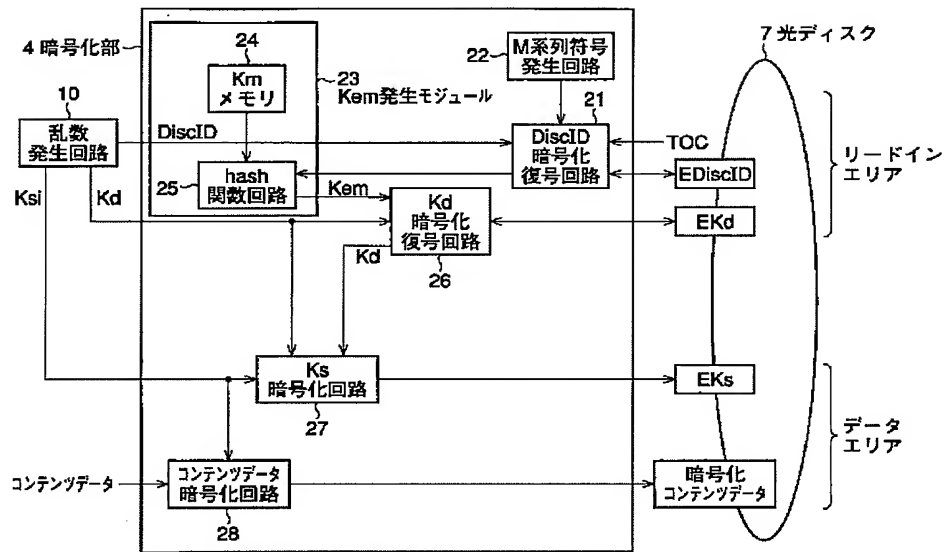 4 暗号化部
24
Km
メモリ
23
Kem発生モジュール
22
M系列符号
発生回路
7 光ディスク
10
乱数
発生回路
DiscID
21
DiscID
暗号化
復号回路
TOC
EDiscID
リードイン
エリア
25
hash
関数回路
Kem
Ksi
Kd
Kd
暗号化
復号回路
26
EKd
Kd
Ks
暗号化回路
27
EKs
データ
エリア
コンテンツデータ
コンテンツデータ
暗号化回路
28
暗号化
コンテンツデータ